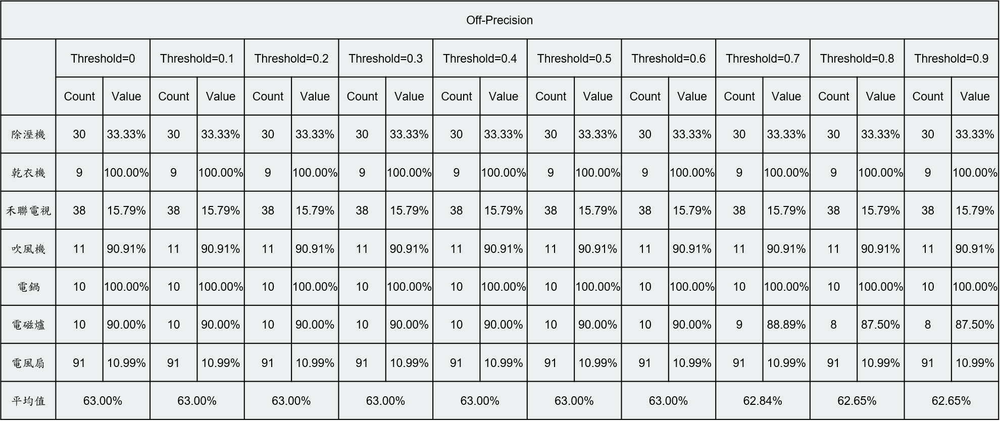 Off-Precision
Threshold=0 Threshold=0.1 Threshold=0.2 Threshold=0.3 Threshold=0.4 Threshold=0.5 Threshold=0.6 Threshold=0.7 Threshold=0.8 Threshold=0.9
Count Value Count Value Count Value Count Value Count Value Count Value Count Value Count Value Count Value Count Value
除溼機 30 33.33% 30 33.33% 30 33.33% 30 33.33% 30 33.33% 30 33.33% 30 33.33% 30 33.33% 30 33.33% 30 33.33%
乾衣機 9 100.00% 9 100.00% 9 100.00% 9 100.00% 9 100.00% 9 100.00% 9 100.00% 9 100.00% 9 100.00% 9 100.00%
禾聯電視 38 15.79% 38 15.79% 38 15.79% 38 15.79% 38 15.79% 38 15.79% 38 15.79% 38 15.79% 38 15.79% 38 15.79%
吹風機 11 90.91% 11 90.91% 11 90.91% 11 90.91% 11 90.91% 11 90.91% 11 90.91% 11 90.91% 11 90.91% 11 90.91%
電鍋 10 100.00% 10 100.00% 10 100.00% 10 100.00% 10 100.00% 10 100.00% 10 100.00% 10 100.00% 10 100.00% 10 100.00%
電磁爐 10 90.00% 10 90.00% 10 90.00% 10 90.00% 10 90.00% 10 90.00% 10 90.00% 9 88.89% 8 87.50% 8 87.50%
電風扇 91 10.99% 91 10.99% 91 10.99% 91 10.99% 91 10.99% 91 10.99% 91 10.99% 91 10.99% 91 10.99% 91 10.99%
平均值 63.00% 63.00% 63.00% 63.00% 63.00% 63.00% 63.00% 62.84% 62.65% 62.65%